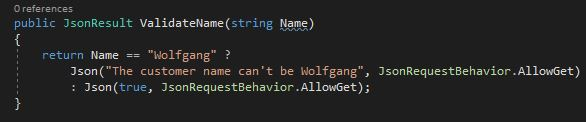 0 references
public JsonResult ValidateName(string Name)
{
return Name == "Wolfgang" ?
Json("The customer name can't be Wolfgang", JsonRequestBehavior.AllowGet)
: Json(true, JsonRequestBehavior.AllowGet);
}